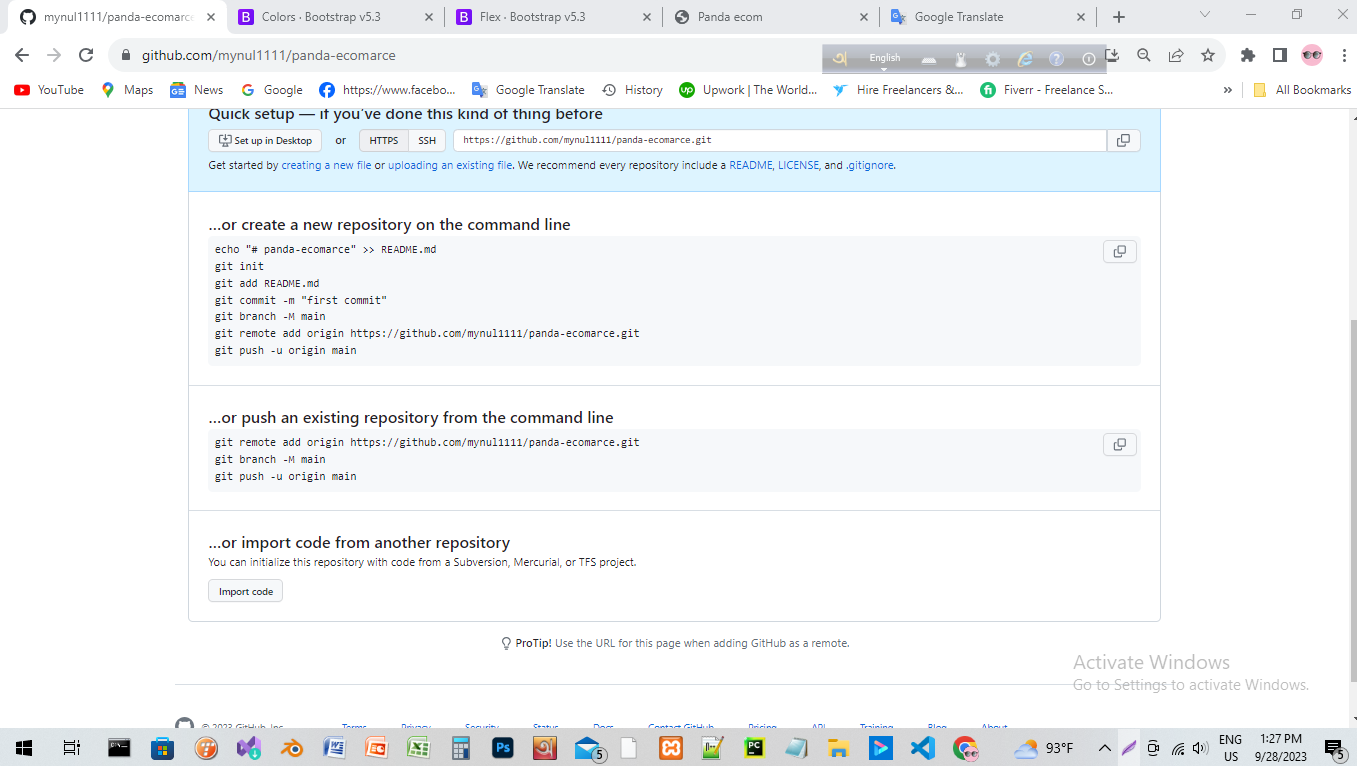 mynul1111/panda-ecomarce
Colors · Bootstrap v5.3
Flex · Bootstrap v5.3
Panda ecom
Google Translate
github.com/mynul1111/panda-ecomarce
English
YouTube
Maps
News
Google
https://www.facebo...
Google Translate
History
Upwork | The World...
Hire Freelancers &...
Fiverr - Freelance S...
»
All Bookmarks
Quick setup — if you've done this kind of thing before
Set up in Desktop or HTTPS SSH https://github.com/mynul1111/panda-ecomarce.git
Get started by creating a new file or uploading an existing file. We recommend every repository include a README, LICENSE, and .gitignore.
...or create a new repository on the command line
echo "# panda-ecomarce" >> README.md
git init
git add README.md
git commit -m "first commit"
git branch -M main
git remote add origin https://github.com/mynul1111/panda-ecomarce.git
git push -u origin main
...or push an existing repository from the command line
git remote add origin https://github.com/mynul1111/panda-ecomarce.git
git branch -M main
git push -u origin main
...or import code from another repository
You can initialize this repository with code from a Subversion, Mercurial, or TFS project.
Import code
ProTip! Use the URL for this page when adding GitHub as a remote.
Activate Windows
Go to Settings to activate Windows.
© 2023 GitHub, Inc. Terms Privacy Security Status Docs Contact GitHub Pricing API Training Blog About
93°F
ENG
US
1:27 PM
9/28/2023
5
5